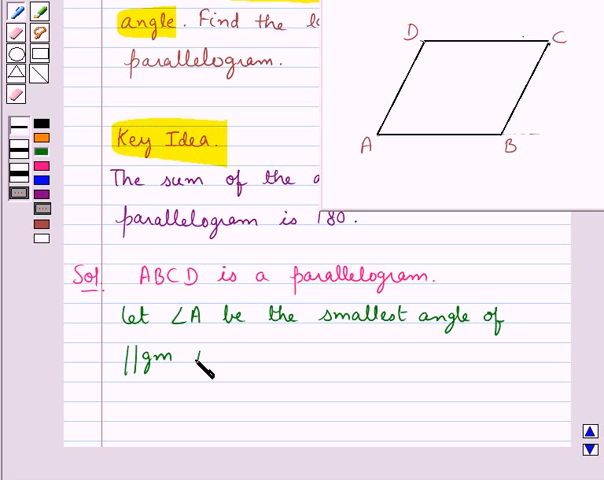 angle. Find the
parallelogram.
D
C
A
B
Key Idea.
The sum of the
parallelogram is 180.
Sol. ABCD is a parallelogram.
Let ∠A be the smallest angle of
||gm